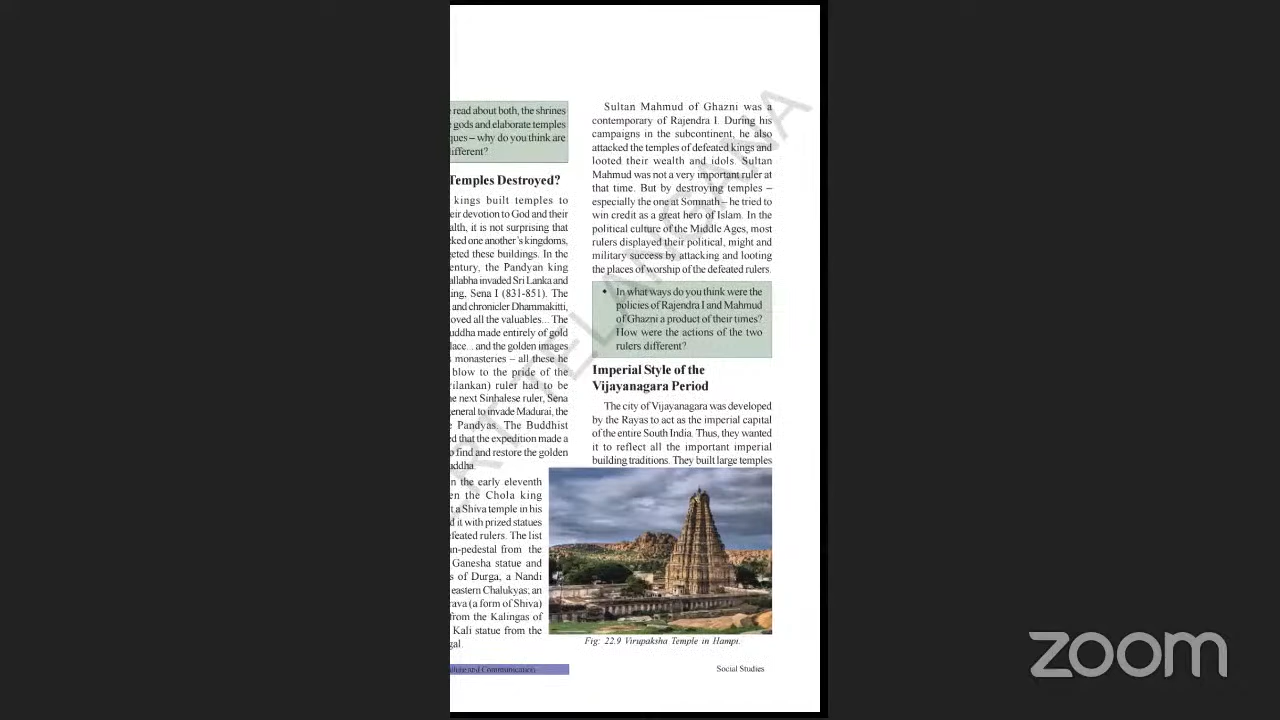 read about both, the shrines
gods and elaborate temples
ques – why do you think are
ifferent?
Temples Destroyed?
kings built temples to
eir devotion to God and their
alth, it is not surprising that
cked one another's kingdoms,
geted these buildings. In the
entury, the Pandyan king
allabha invaded Sri Lanka and
ing, Sena I (831-851). The
and chronicler Dhammakitti,
oved all the valuables... The
uddha made entirely of gold
lace... and the golden images
s monasteries – all these he
blow to the pride of the
rilankan) ruler had to be
he next Sinhalese ruler, Sena
general to invade Madurai, the
e Pandyas. The Buddhist
ed that the expedition made a
o find and restore the golden
uddha.
n the early eleventh
en the Chola king
t a Shiva temple in his
d it with prized statues
efeated rulers. The list
un-pedestal from the
Ganesha statue and
s of Durga, a Nandi
eastern Chalukyas; an
rava (a form of Shiva)
from the Kalingas of
Kali statue from the
gal.
Sultan Mahmud of Ghazni was a
contemporary of Rajendra I. During his
campaigns in the subcontinent, he also
attacked the temples of defeated kings and
looted their wealth and idols. Sultan
Mahmud was not a very important ruler at
that time. But by destroying temples –
especially the one at Somnath – he tried to
win credit as a great hero of Islam. In the
political culture of the Middle Ages, most
rulers displayed their political, might and
military success by attacking and looting
the places of worship of the defeated rulers.
• In what ways do you think were the
policies of Rajendra I and Mahmud
of Ghazni a product of their times?
How were the actions of the two
rulers different?
Imperial Style of the
Vijayanagara Period
The city of Vijayanagara was developed
by the Rayas to act as the imperial capital
of the entire South India. Thus, they wanted
it to reflect all the important imperial
building traditions. They built large temples
Fig: 22.9 Virupaksha Temple in Hampi.
ulture and Communication
Social Studies
RT TELANGANA
zoom